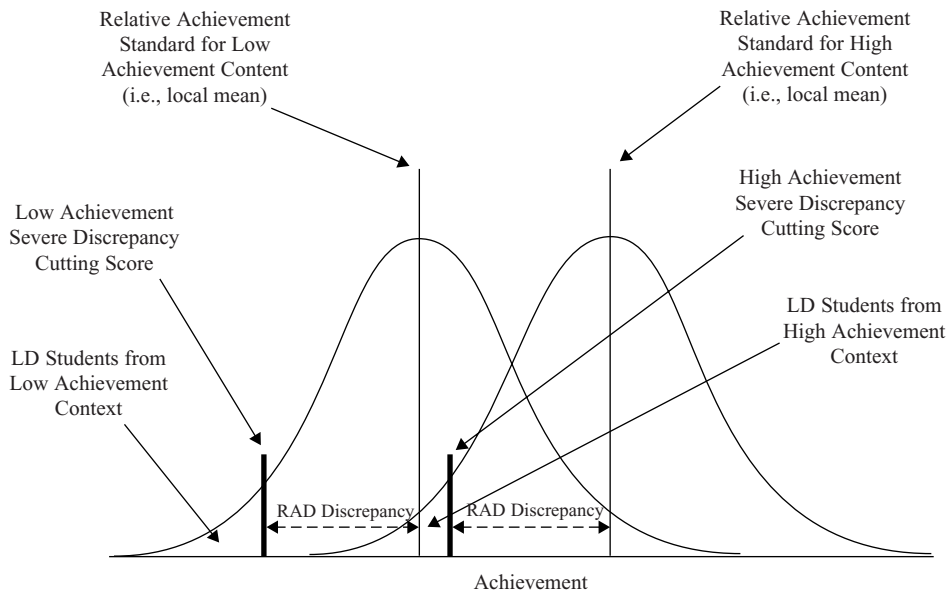 Relative Achievement
Standard for Low
Achievement Content
(i.e., local mean)
Relative Achievement
Standard for High
Achievement Content
(i.e., local mean)
Low Achievement
Severe Discrepancy
Cutting Score
High Achievement
Severe Discrepancy
Cutting Score
LD Students from
Low Achievement
Context
LD Students from
High Achievement
Context
RAD Discrepancy
RAD Discrepancy
Achievement